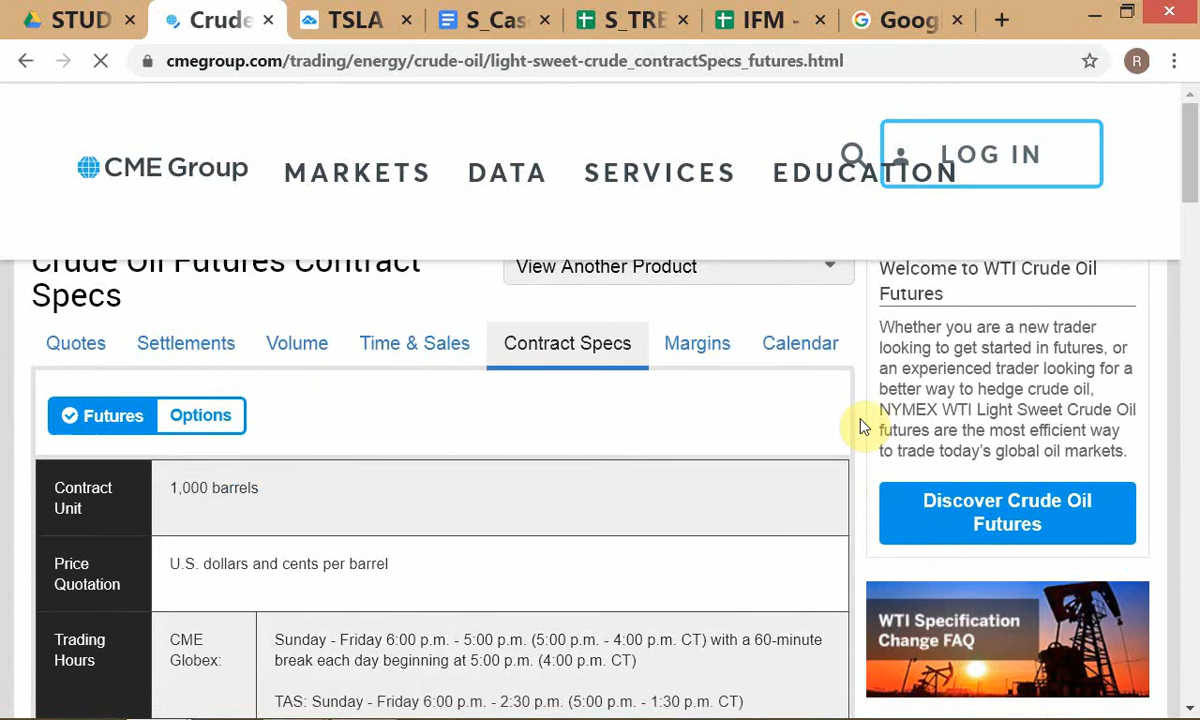 STUD
Crude
TSLA
S_Cas
S_TRE
IFM -
Goog
cmegroup.com/trading/energy/crude-oil/light-sweet-crude_contractSpecs_futures.html
R
CME Group
MARKETS
DATA
SERVICES
EDUCATION
LOG IN
Crude Oil Futures Contract
Specs
View Another Product
Quotes
Settlements
Volume
Time & Sales
Contract Specs
Margins
Calendar
Futures
Options
Contract
Unit
1,000 barrels
Price
Quotation
U.S. dollars and cents per barrel
Trading
Hours
CME
Globex:
Sunday - Friday 6:00 p.m. - 5:00 p.m. (5:00 p.m. - 4:00 p.m. CT) with a 60-minute
break each day beginning at 5:00 p.m. (4:00 p.m. CT)
TAS: Sunday - Friday 6:00 p.m. - 2:30 p.m. (5:00 p.m. - 1:30 p.m. CT)
Welcome to WTI Crude Oil
Futures
Whether you are a new trader
looking to get started in futures, or
an experienced trader looking for a
better way to hedge crude oil,
NYMEX WTI Light Sweet Crude Oil
futures are the most efficient way
to trade today's global oil markets.
Discover Crude Oil
Futures
WTI Specification
Change FAQ